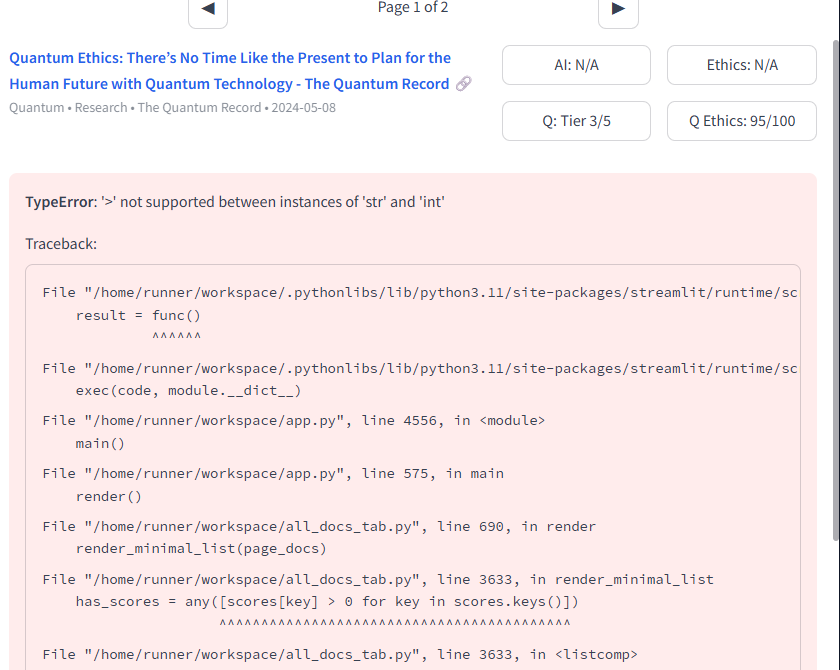 ◀ Page 1 of 2 ▶
Quantum Ethics: There’s No Time Like the Present to Plan for the
Human Future with Quantum Technology - The Quantum Record 🔗
Quantum • Research • The Quantum Record • 2024-05-08
AI: N/A
Ethics: N/A
Q: Tier 3/5
Q Ethics: 95/100
TypeError: '>' not supported between instances of 'str' and 'int'
Traceback:
File "/home/runner/workspace/.pythonlibs/lib/python3.11/site-packages/streamlit/runtime/sc
result = func()
^^^^^^
File "/home/runner/workspace/.pythonlibs/lib/python3.11/site-packages/streamlit/runtime/sc
exec(code, module.__dict__)
File "/home/runner/workspace/app.py", line 4556, in <module>
main()
File "/home/runner/workspace/app.py", line 575, in main
render()
File "/home/runner/workspace/all_docs_tab.py", line 690, in render
render_minimal_list(page_docs)
File "/home/runner/workspace/all_docs_tab.py", line 3633, in render_minimal_list
has_scores = any([scores[key] > 0 for key in scores.keys()])
^^^^^^^^^^^^^^^^^^^^^^^^^^^^^^^^^^^^^^^^^^
File "/home/runner/workspace/all_docs_tab.py", line 3633, in <listcomp>